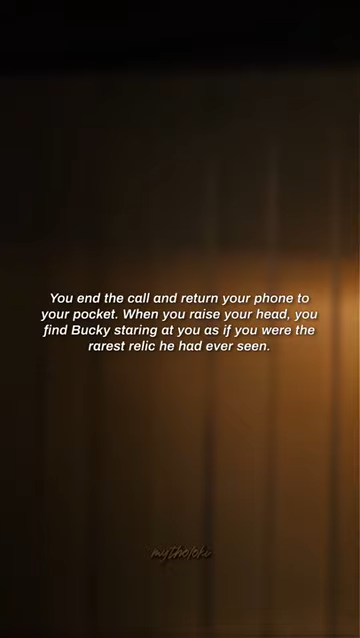 You end the call and return your phone to
your pocket. When you raise your head, you
find Bucky staring at you as if you were the
rarest relic he had ever seen.
mytholoki